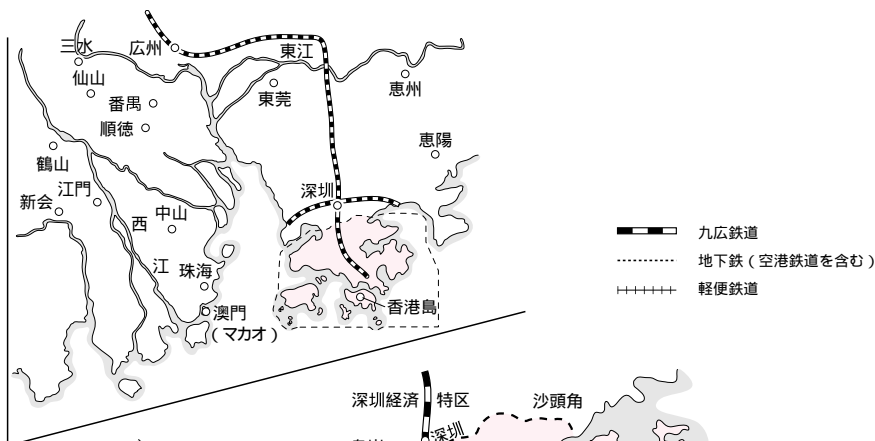 三水
広州
東江
仙山
恵州
東莞
番禺
順徳
恵陽
鶴山
深圳
江門
新会
中山
西江
珠海
香港島
澳門
(マカオ)
九広鉄道
地下鉄(空港鉄道を含む)
軽便鉄道
深圳経済特区
沙頭角
深圳